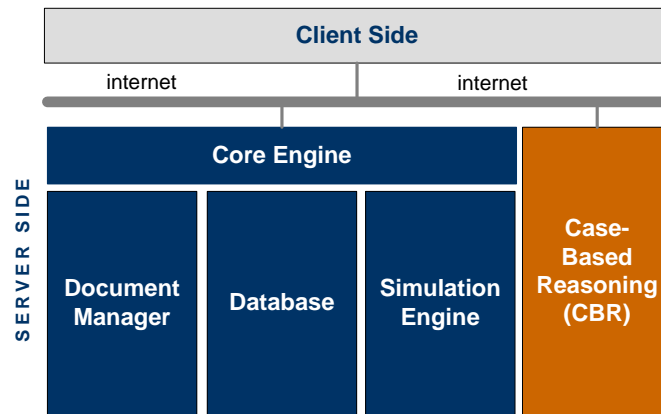 Client Side
internet internet
Core Engine
SERVER SIDE
Document
Manager
Database
Simulation
Engine
Case-
Based
Reasoning
(CBR)